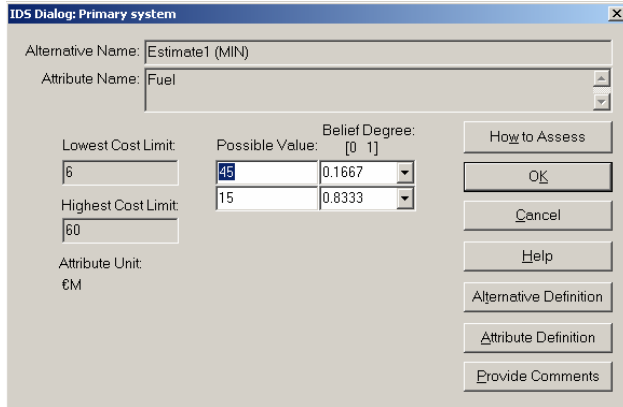 IDS Dialog: Primary system
Alternative Name: Estimate1 (MIN)
Attribute Name: Fuel
Lowest Cost Limit:
6
Highest Cost Limit:
60
Attribute Unit:
€M
Possible Value:
Belief Degree:
[0 1]
45 0.1667
15 0.8333
How to Assess
OK
Cancel
Help
Alternative Definition
Attribute Definition
Provide Comments